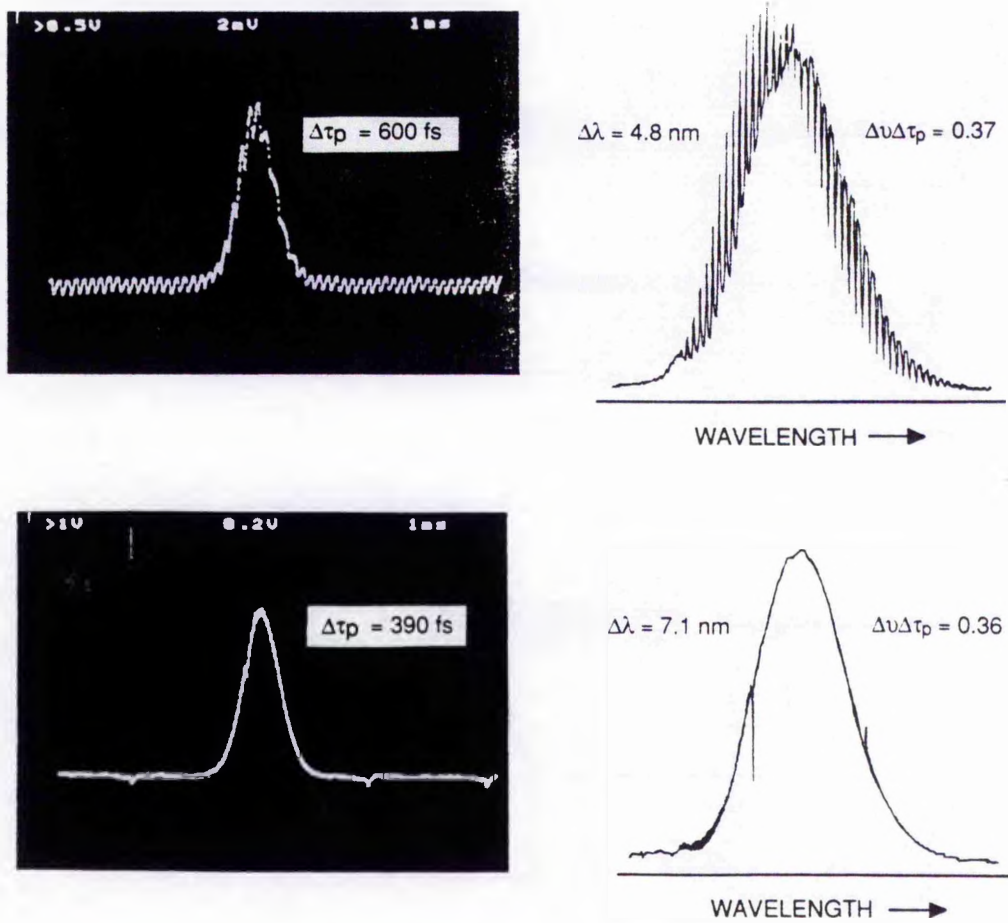 >0.5V 2mV 1ms
Δτp = 600 fs
Δλ = 4.8 nm ΔυΔτp = 0.37
WAVELENGTH →
>1V 0.2V 1ms
Δτp = 390 fs
Δλ = 7.1 nm ΔυΔτp = 0.36
WAVELENGTH →